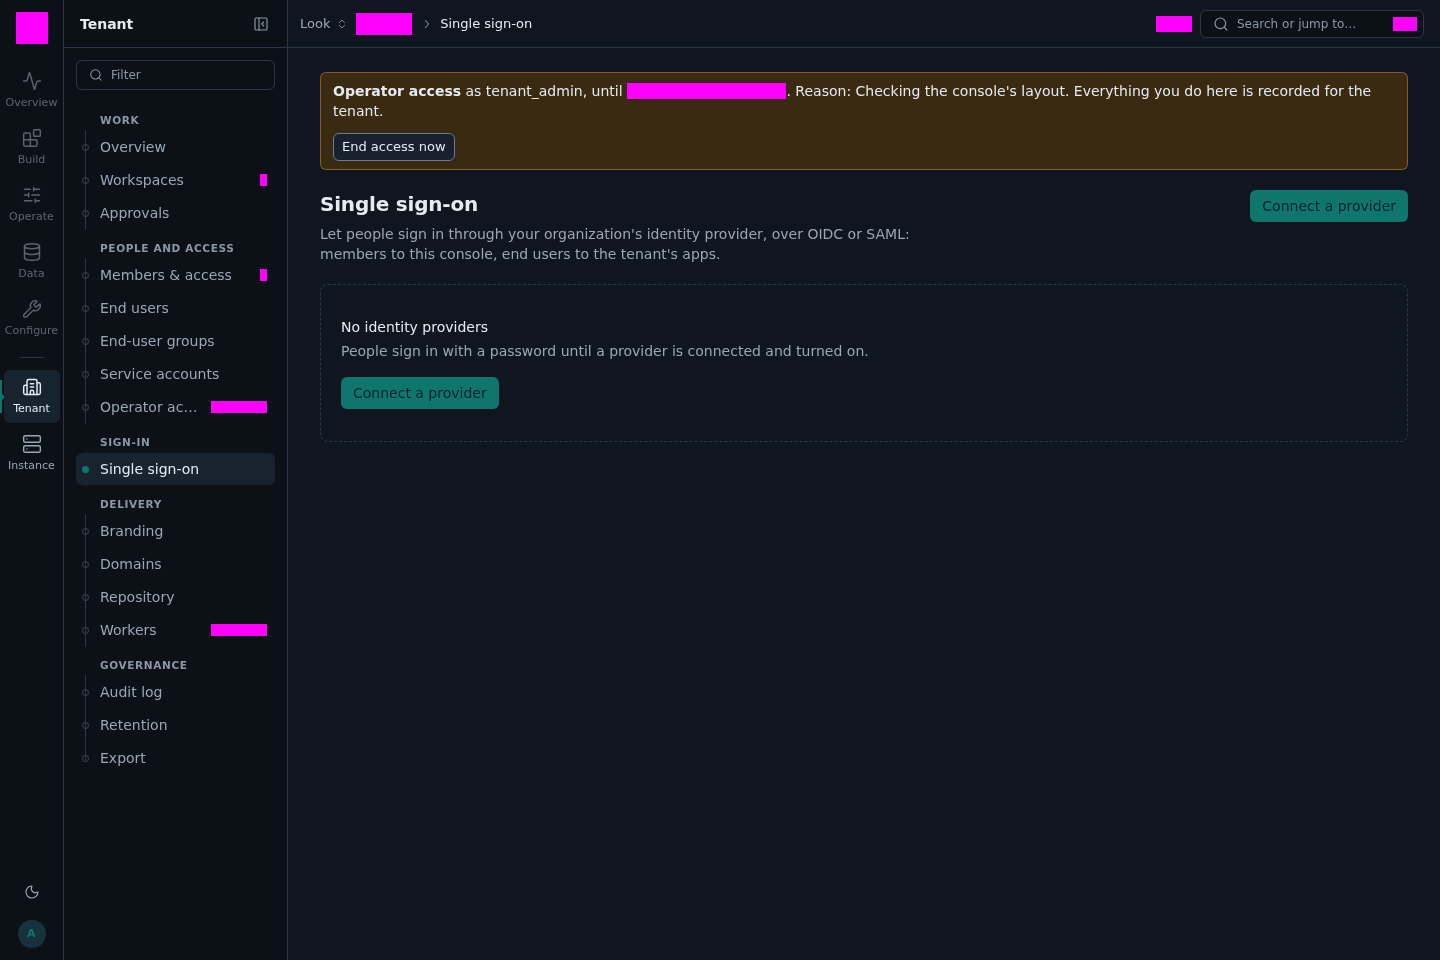 Tenant
Look
Single sign-on
Search or jump to…
Overview
Build
Operate
Data
Configure
Tenant
Instance
A
Filter
WORK
Overview
Workspaces
Approvals
PEOPLE AND ACCESS
Members & access
End users
End-user groups
Service accounts
Operator ac…
SIGN-IN
Single sign-on
DELIVERY
Branding
Domains
Repository
Workers
GOVERNANCE
Audit log
Retention
Export
Operator access as tenant_admin, until . Reason: Checking the console's layout. Everything you do here is recorded for the
tenant.
End access now
Single sign-on
Connect a provider
Let people sign in through your organization's identity provider, over OIDC or SAML:
members to this console, end users to the tenant's apps.
No identity providers
People sign in with a password until a provider is connected and turned on.
Connect a provider